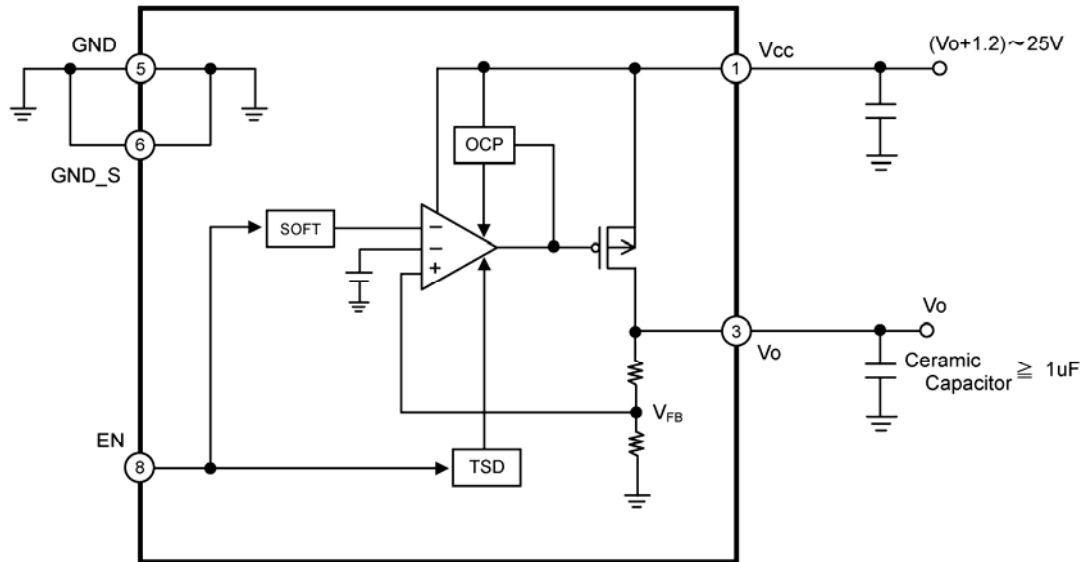 GND
5
6
GND_S
Vcc
1
(Vo+1.2)~25V
OCP
SOFT
−
−
+
3
Vo
Vo
Ceramic
Capacitor ≧ 1uF
VFB
EN
8
TSD